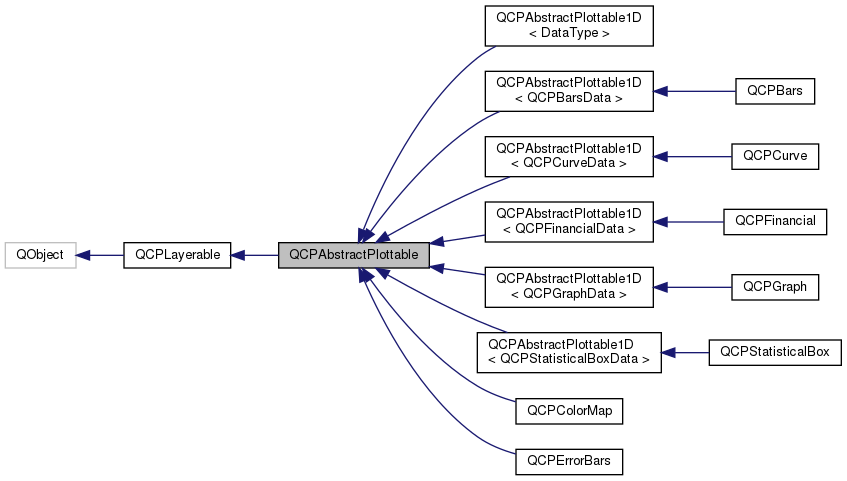 QCPAbstractPlottable1D
< DataType >
QCPAbstractPlottable1D
< QCPBarsData >
QCPBars
QCPAbstractPlottable1D
< QCPCurveData >
QCPCurve
QCPAbstractPlottable1D
< QCPFinancialData >
QCPFinancial
QObject
QCPLayerable
QCPAbstractPlottable
QCPAbstractPlottable1D
< QCPGraphData >
QCPGraph
QCPAbstractPlottable1D
< QCPStatisticalBoxData >
QCPStatisticalBox
QCPColorMap
QCPErrorBars